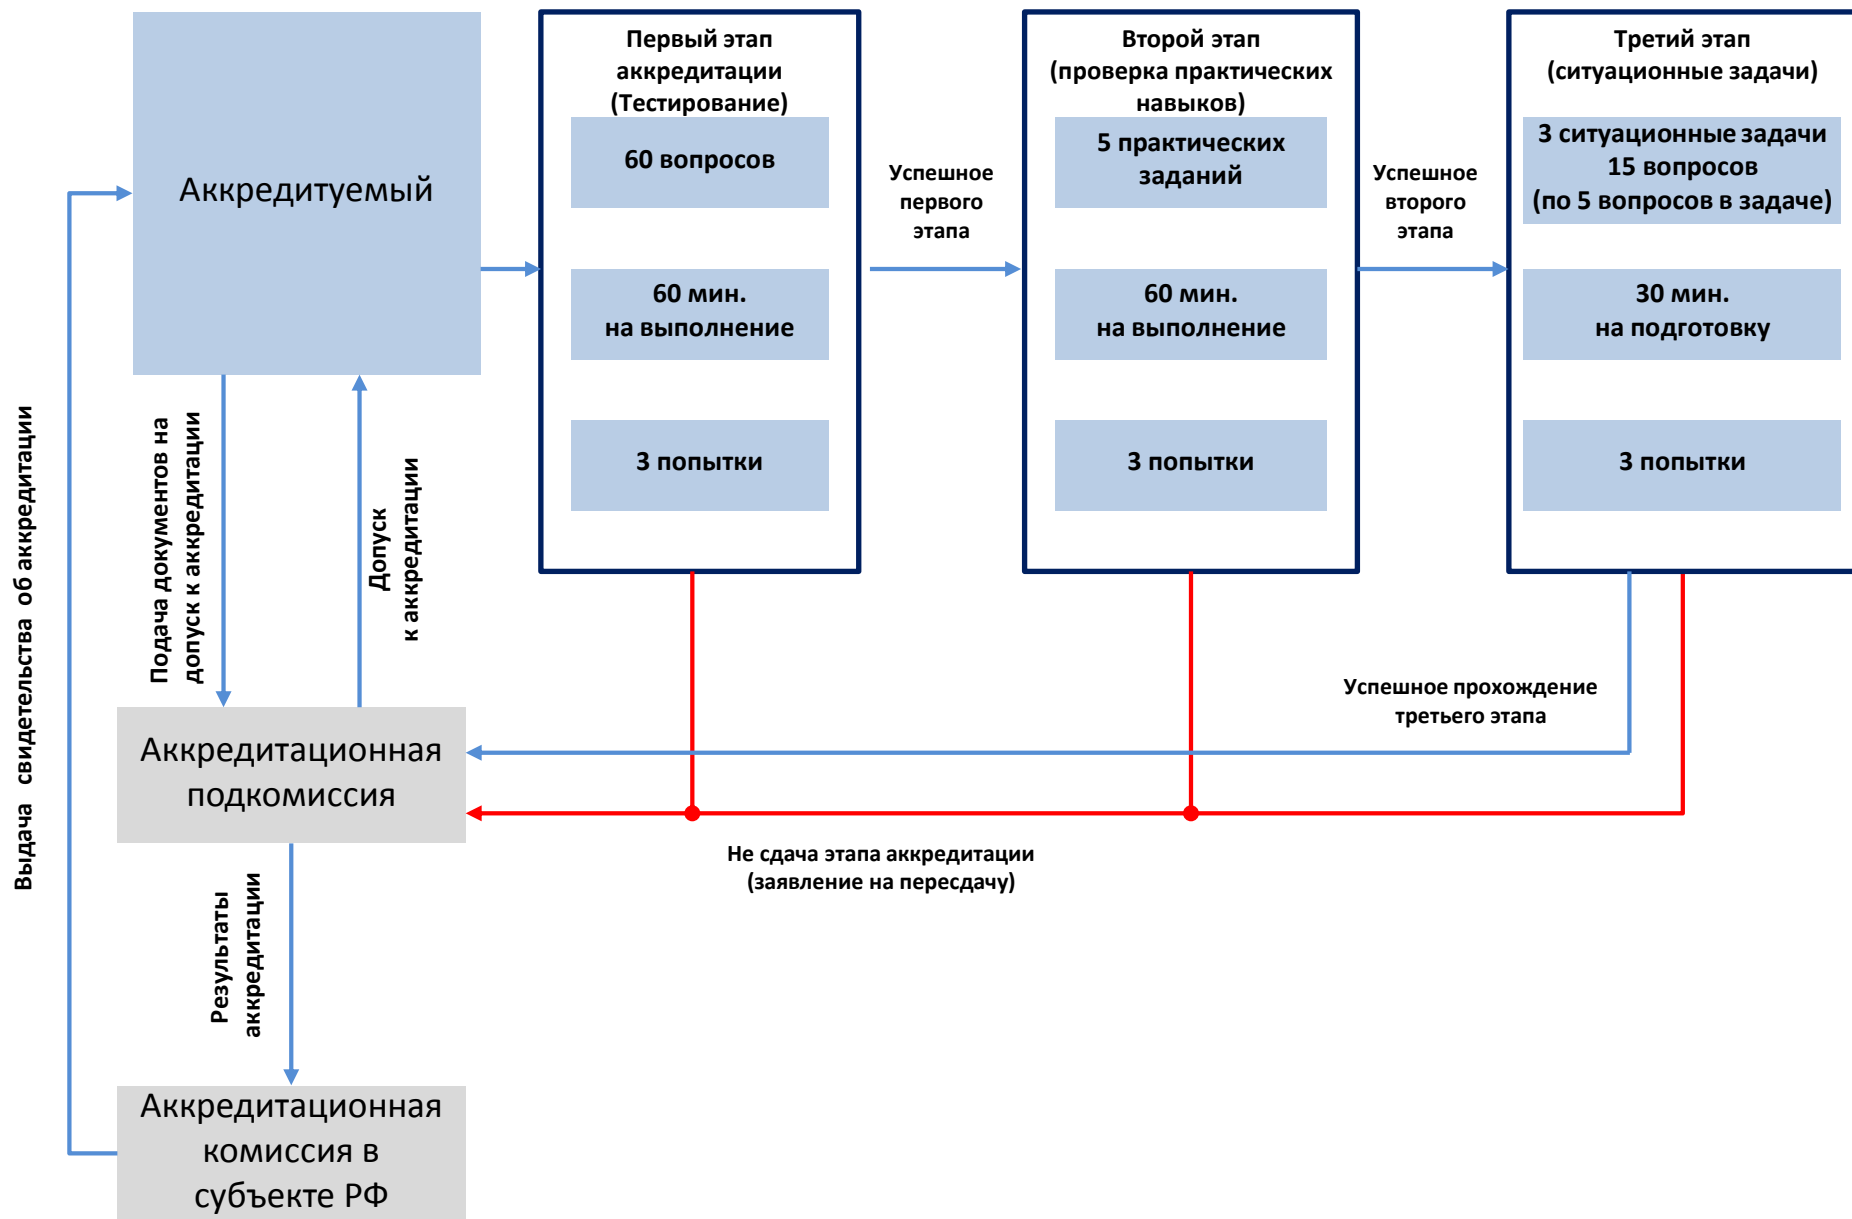 Аккредитуемый
Первый этап
аккредитации
(Тестирование)
60 вопросов
60 мин.
на выполнение
3 попытки
Успешное
первого
этапа
Второй этап
(проверка практических
навыков)
5 практических
заданий
60 мин.
на выполнение
3 попытки
Успешное
второго
этапа
Третий этап
(ситуационные задачи)
3 ситуационные задачи
15 вопросов
(по 5 вопросов в задаче)
30 мин.
на подготовку
3 попытки
Выдача свидетельства об аккредитации
Подача документов на
допуск к аккредитации
Допуск
к аккредитации
Успешное прохождение
третьего этапа
Аккредитационная
подкомиссия
Не сдача этапа аккредитации
(заявление на пересдачу)
Результаты
аккредитации
Аккредитационная
комиссия в
субъекте РФ